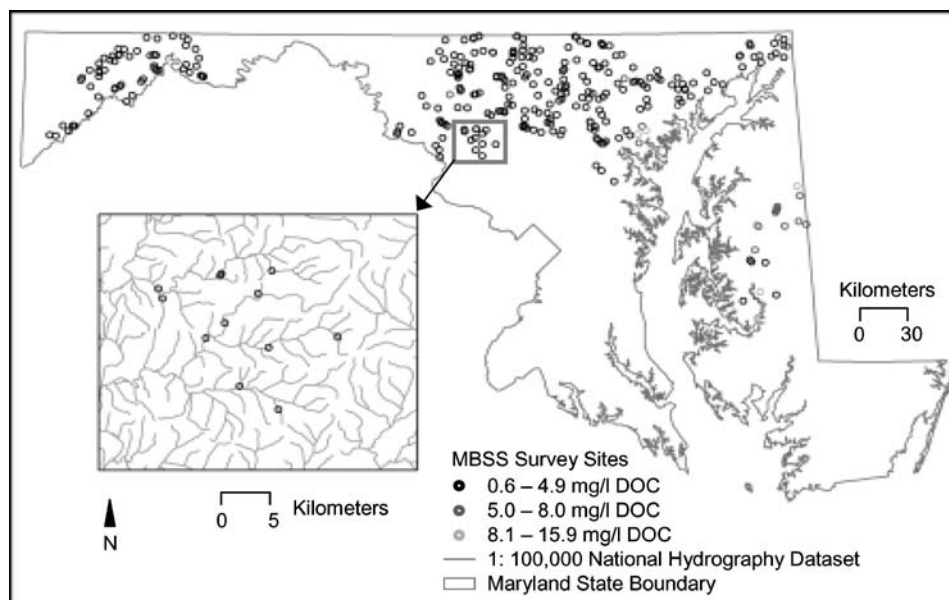 Kilometers
0 30
MBSS Survey Sites
0.6 – 4.9 mg/l DOC
5.0 – 8.0 mg/l DOC
8.1 – 15.9 mg/l DOC
1: 100,000 National Hydrography Dataset
Maryland State Boundary
Kilometers
0 5
N